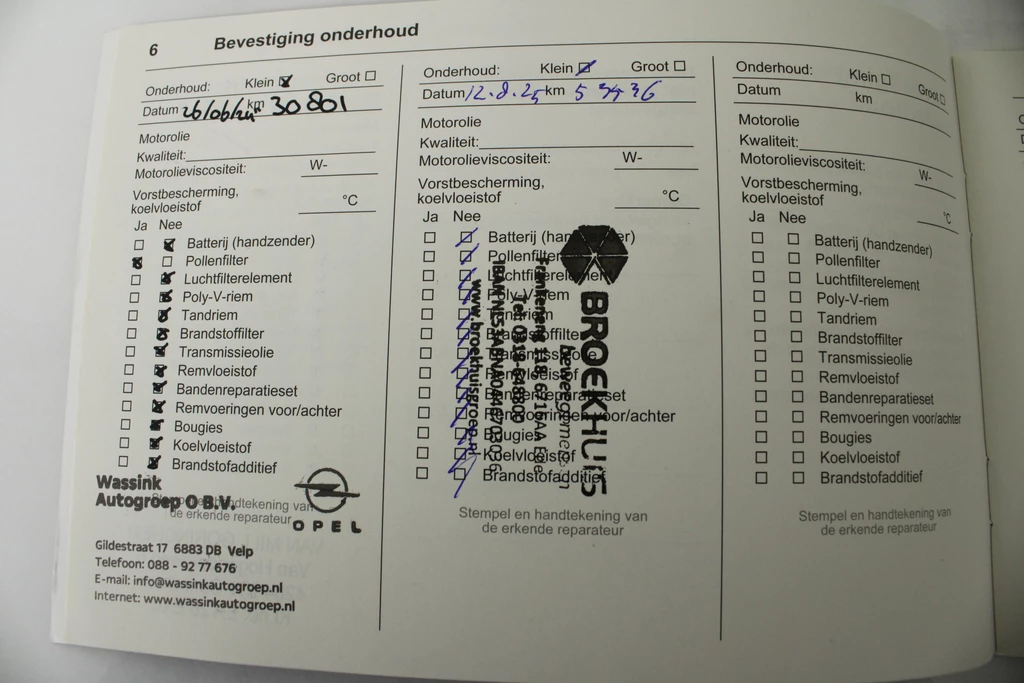 6 Bevestiging onderhoud
Onderhoud: Klein Groot
Datum 26/06/24 km 30801
Motorolie
Kwaliteit:
Motorolieviscositeit: W-
Vorstbescherming,
koelvloeistof °C
Ja Nee
Batterij (handzender)
Pollenfilter
Luchtfilterelement
Poly-V-riem
Tandriem
Brandstoffilter
Transmissieolie
Remvloeistof
Bandenreparatieset
Remvoeringen voor/achter
Bougies
Koelvloeistof
Brandstofadditief
Wassink
Autogroep O B.V.
Stempel en handtekening van
de erkende reparateur
OPEL
Gildestraat 17 6883 DB Velp
Telefoon: 088 - 92 77 676
E-mail: info@wassinkautogroep.nl
Internet: www.wassinkautogroep.nl
Onderhoud: Klein Groot
Datum 12.8.25 km 59436
Motorolie
Kwaliteit:
Motorolieviscositeit: W-
Vorstbescherming,
koelvloeistof °C
Ja Nee
Batterij (handzender)
Pollenfilter
Luchtfilterelement
Poly-V-riem
Tandriem
Brandstoffilter
Transmissieolie
Remvloeistof
Bandenreparatieset
Remvoeringen voor/achter
Bougies
Koelvloeistof
Brandstofadditief
BROEKHUIS
Tel. 0318-648800
www.broekhuisgroep.nl
Stempel en handtekening van
de erkende reparateur
Onderhoud: Klein Groot
Datum km
Motorolie
Kwaliteit:
Motorolieviscositeit: W-
Vorstbescherming,
koelvloeistof °C
Ja Nee
Batterij (handzender)
Pollenfilter
Luchtfilterelement
Poly-V-riem
Tandriem
Brandstoffilter
Transmissieolie
Remvloeistof
Bandenreparatieset
Remvoeringen voor/achter
Bougies
Koelvloeistof
Brandstofadditief
Stempel en handtekening van
de erkende reparateur